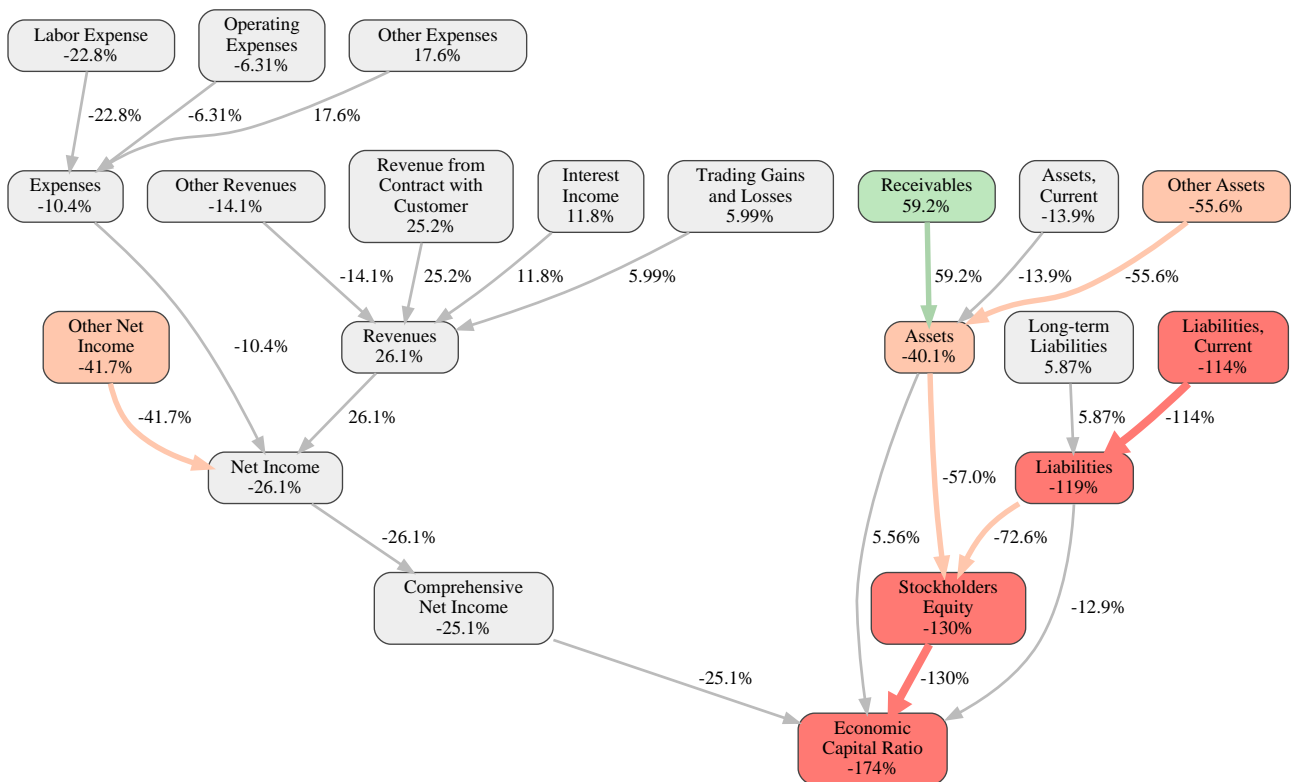 Labor Expense
-22.8%
Operating
Expenses
-6.31%
Other Expenses
17.6%
-22.8%
-6.31%
17.6%
Expenses
-10.4%
Other Revenues
-14.1%
Revenue from
Contract with
Customer
25.2%
Interest
Income
11.8%
Trading Gains
and Losses
5.99%
Receivables
59.2%
Assets,
Current
-13.9%
Other Assets
-55.6%
-14.1%
25.2%
11.8%
5.99%
59.2%
-13.9%
-55.6%
Other Net
Income
-41.7%
-10.4%
Revenues
26.1%
Assets
-40.1%
Long-term
Liabilities
5.87%
Liabilities,
Current
-114%
-41.7%
26.1%
5.87%
-114%
Net Income
-26.1%
-57.0%
Liabilities
-119%
-26.1%
5.56%
-72.6%
Comprehensive
Net Income
-25.1%
Stockholders
Equity
-130%
-12.9%
-25.1%
-130%
Economic
Capital Ratio
-174%